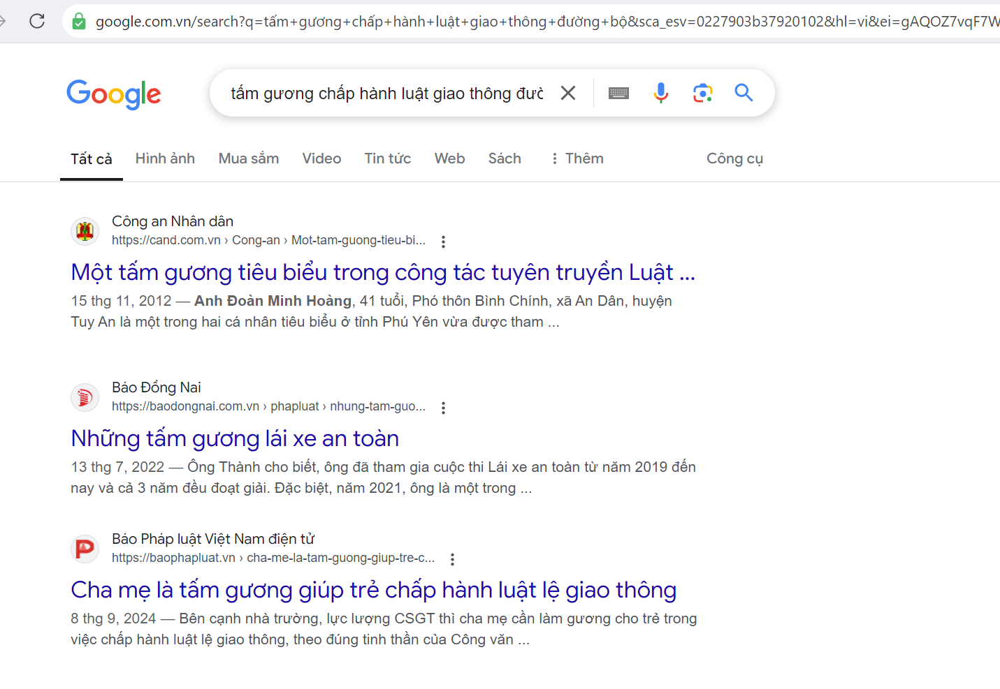 google.com.vn/search?q=tấm+gương+chấp+hành+luật+giao+thông+đường+bộ&sca_esv=0227903b37920102&hl=vi&ei=gAQOZ7vqF7W
Google
tấm gương chấp hành luật giao thông đườ
Tất cả Hình ảnh Mua sắm Video Tin tức Web Sách Thêm Công cụ
Công an Nhân dân
https://cand.com.vn › Cong-an › Mot-tam-guong-tieu-bi...
Một tấm gương tiêu biểu trong công tác tuyên truyền Luật ...
15 thg 11, 2012 — Anh Đoàn Minh Hoàng, 41 tuổi, Phó thôn Bình Chính, xã An Dân, huyện
Tuy An là một trong hai cá nhân tiêu biểu ở tỉnh Phú Yên vừa được tham ...
Báo Đồng Nai
https://baodongnai.com.vn › phapluat › nhung-tam-guo...
Những tấm gương lái xe an toàn
13 thg 7, 2022 — Ông Thành cho biết, ông đã tham gia cuộc thi Lái xe an toàn từ năm 2019 đến
nay và cả 3 năm đều đoạt giải. Đặc biệt, năm 2021, ông là một trong ...
Báo Pháp luật Việt Nam điện tử
https://baophapluat.vn › cha-me-la-tam-guong-giup-tre-c...
Cha mẹ là tấm gương giúp trẻ chấp hành luật lệ giao thông
8 thg 9, 2024 — Bên cạnh nhà trường, lực lượng CSGT thì cha mẹ cần làm gương cho trẻ trong
việc chấp hành luật lệ giao thông, theo đúng tinh thần của Công văn ...